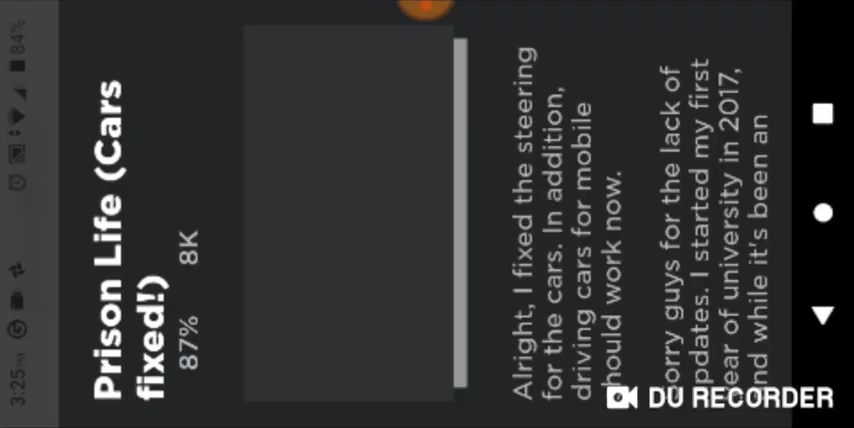 3:25PM
84%
Prison Life (Cars
fixed!)
87% 8K
Alright, I fixed the steering
for the cars. In addition,
driving cars for mobile
hould work now.
orry guys for the lack of
pdates. I started my first
ear of university in 2017,
nd while it's been an
DU RECORDER